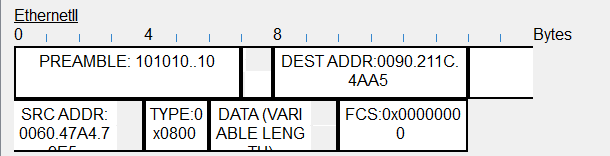 EthernetII
0 4 8 Bytes
PREAMBLE: 101010..10
DEST ADDR:0090.211C.
4AA5
SRC ADDR:
0060.47A4.7
TYPE:0
x0800
DATA (VARI
ABLE LENG
TH)
FCS:0x0000000
0